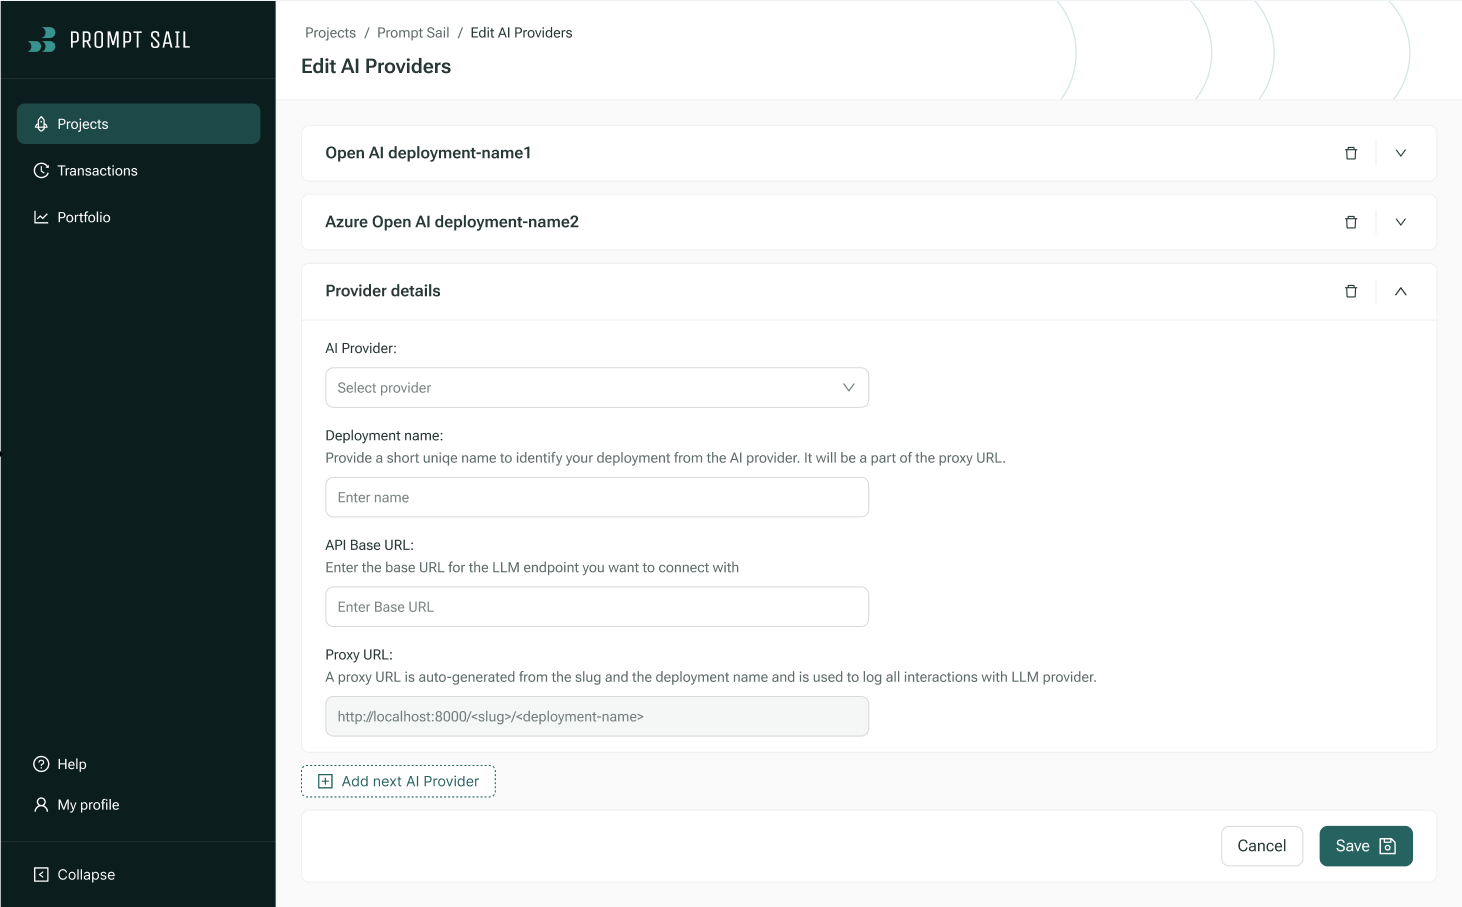 PROMPT SAIL
Projects
Transactions
Portfolio
Help
My profile
Collapse
Projects / Prompt Sail / Edit AI Providers
Edit AI Providers
Open AI deployment-name1
Azure Open AI deployment-name2
Provider details
AI Provider:
Select provider
Deployment name:
Provide a short uniqe name to identify your deployment from the AI provider. It will be a part of the proxy URL.
Enter name
API Base URL:
Enter the base URL for the LLM endpoint you want to connect with
Enter Base URL
Proxy URL:
A proxy URL is auto-generated from the slug and the deployment name and is used to log all interactions with LLM provider.
http://localhost:8000/<slug>/<deployment-name>
Add next AI Provider
Cancel
Save